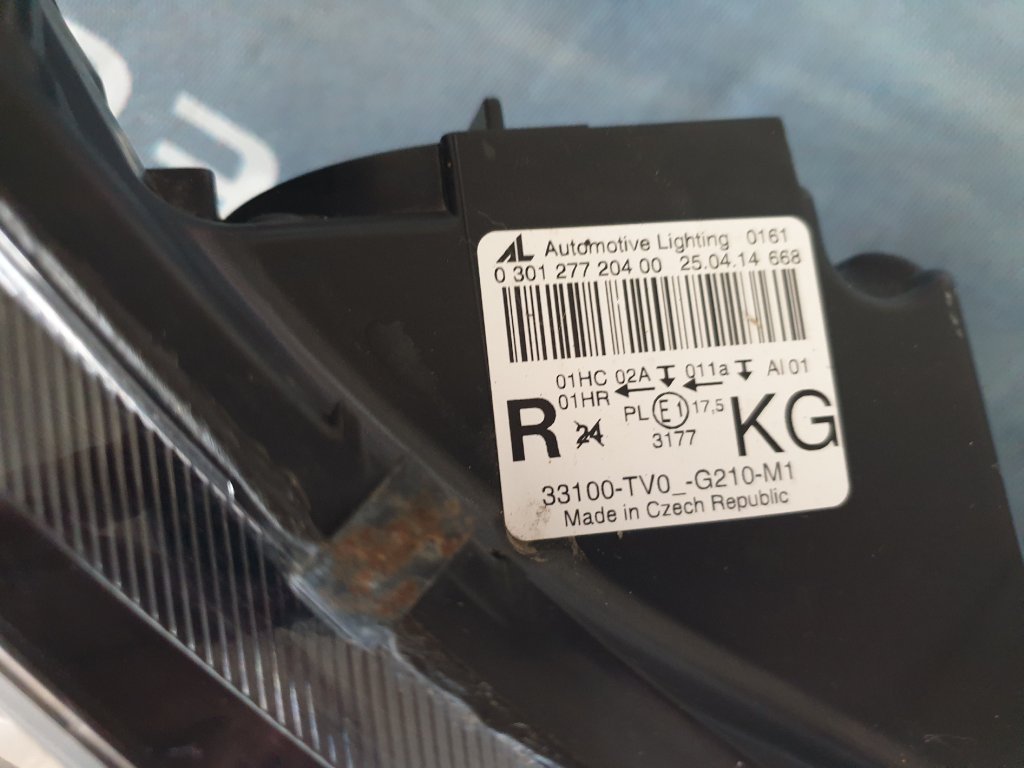 AL Automotive Lighting 0161
0 301 277 204 00 25.04.14 668
01HC 02A 011a AI 01
01HR
R 24 PL E1 17,5 KG
3177
33100-TV0_-G210-M1
Made in Czech Republic